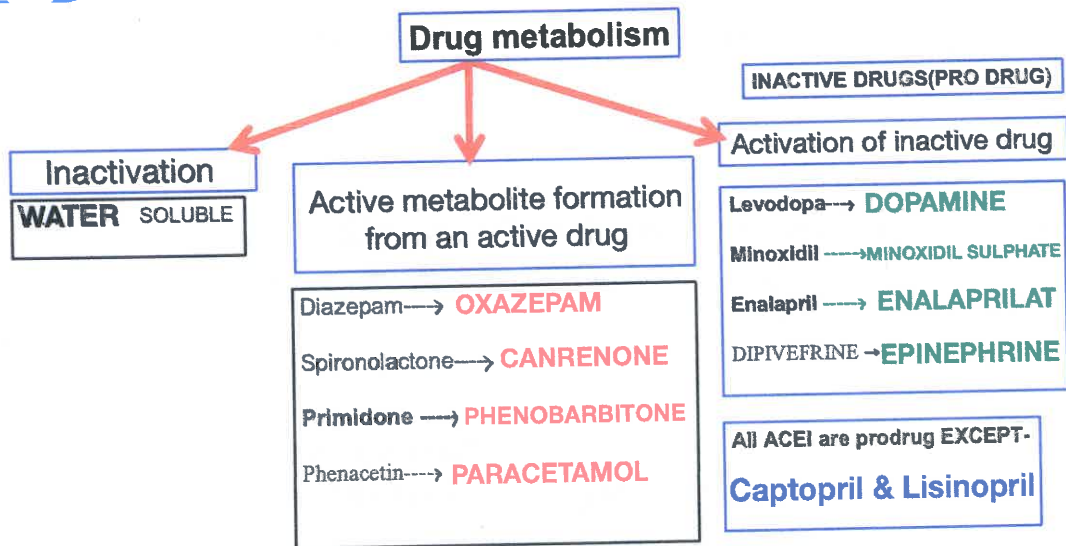 Drug metabolism
INACTIVE DRUGS(PRO DRUG)
Inactivation
WATER SOLUBLE
Active metabolite formation
from an active drug
Activation of inactive drug
Diazepam----→ OXAZEPAM
Spironolactone----→ CANRENONE
Primidone ----→ PHENOBARBITONE
Phenacetin----→ PARACETAMOL
Levodopa---→ DOPAMINE
Minoxidil -----→MINOXIDIL SULPHATE
Enalapril -----→ ENALAPRILAT
DIPIVEFRINE →EPINEPHRINE
All ACEI are prodrug EXCEPT-
Captopril & Lisinopril